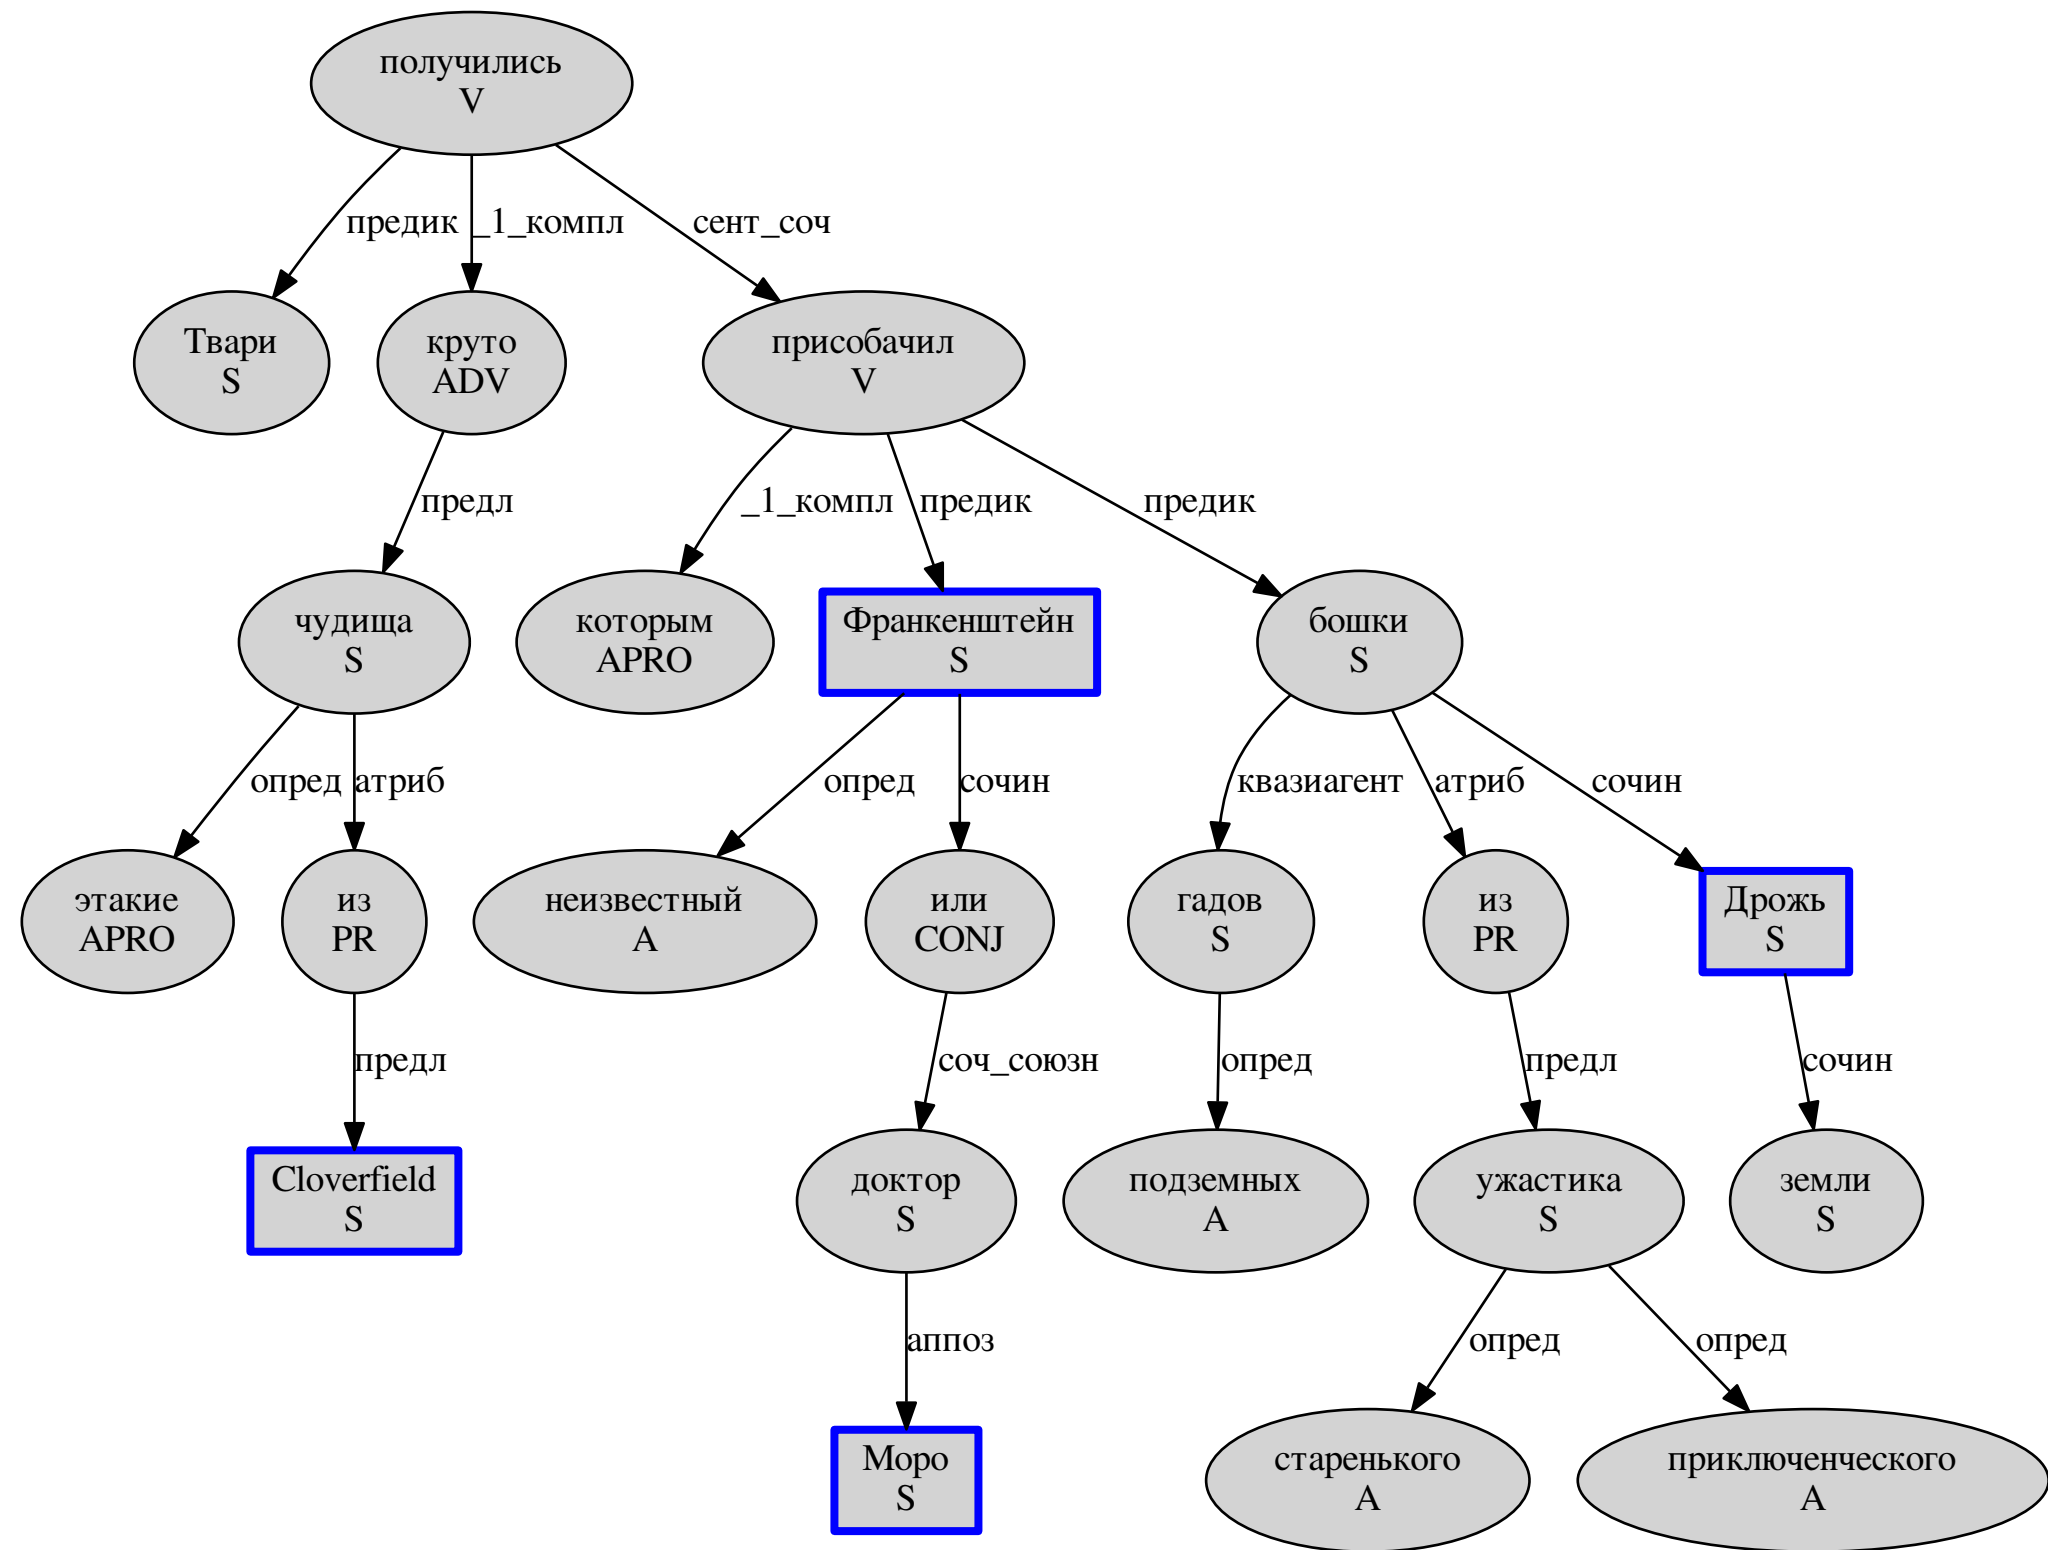 получились
V
предик
_1_компл
сент_соч
Твари
S
круто
ADV
присобачил
V
предл
_1_компл
предик
предик
чудища
S
которым
APRO
Франкенштейн
S
бошки
S
опред
атриб
опред
сочин
квазиагент
атриб
сочин
этакие
APRO
из
PR
неизвестный
A
или
CONJ
гадов
S
из
PR
Дрожь
S
предл
соч_союзн
опред
предл
сочин
Cloverfield
S
доктор
S
подземных
A
ужастика
S
земли
S
аппоз
опред
опред
Моро
S
старенького
A
приключенческого
A